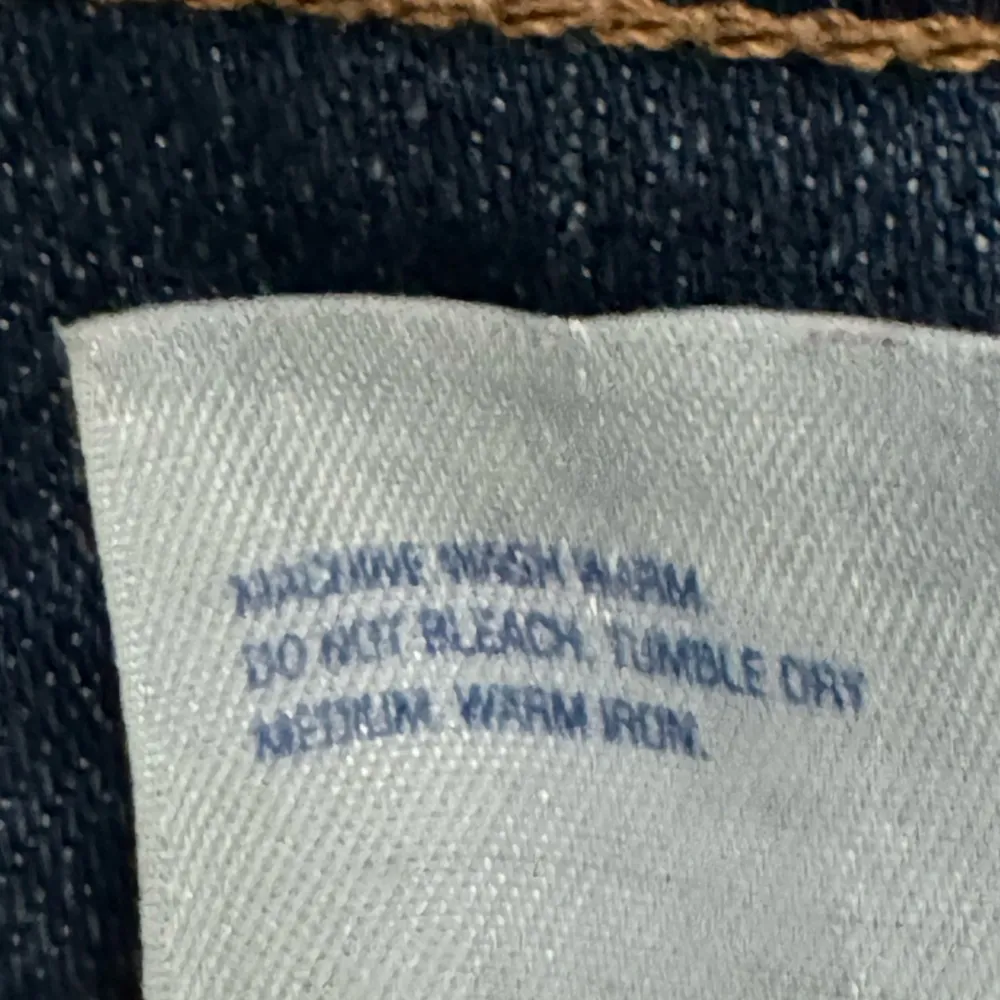 MACHINE WASH WARM.
DO NOT BLEACH. TUMBLE DRY
MEDIUM. WARM IRON.